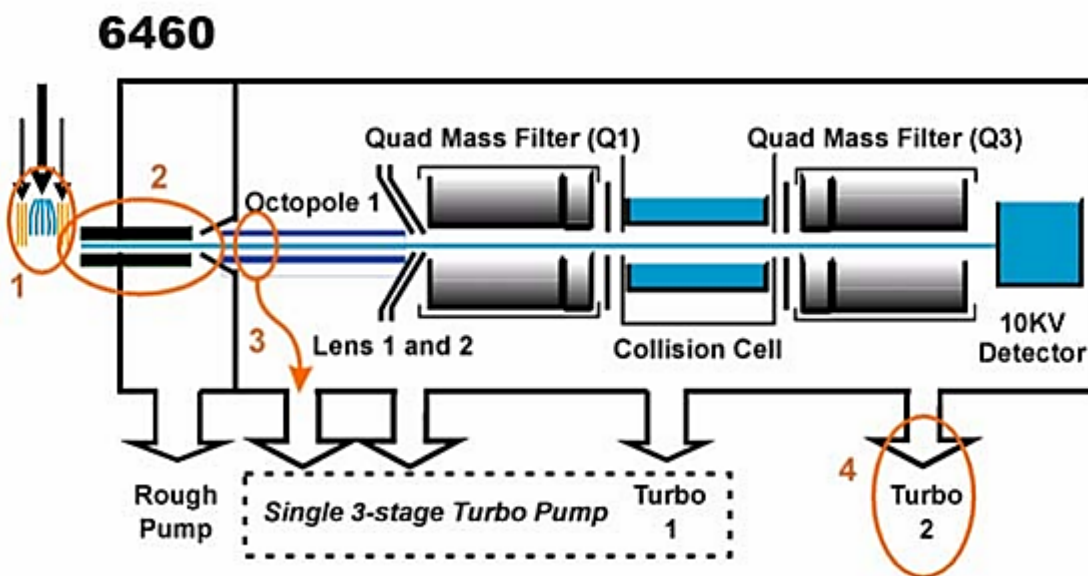 6460
Quad Mass Filter (Q1)
Quad Mass Filter (Q3)
2
Octopole 1
1
3
Lens 1 and 2
Collision Cell
10KV
Detector
4
Rough
Pump
Single 3-stage Turbo Pump
Turbo
1
Turbo
2